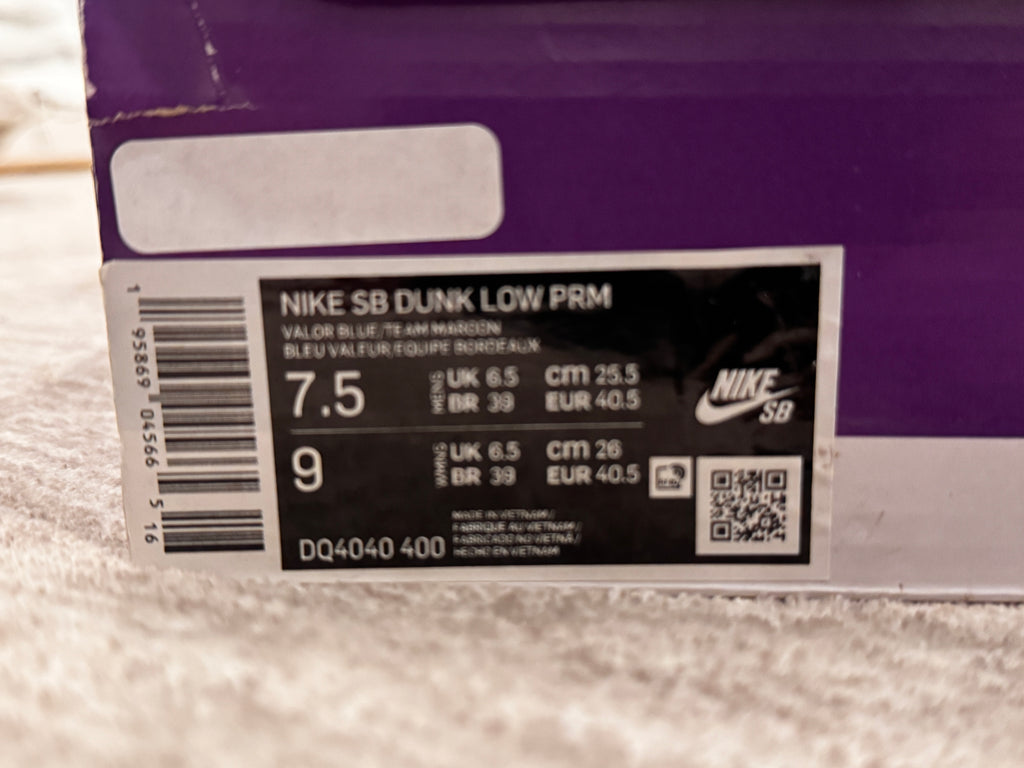 NIKE SB DUNK LOW PRM
VALOR BLUE/TEAM MAROON
BLEU VALEUR/EQUIPE BORDEAUX
7.5 MENS UK 6.5 cm 25.5
BR 39 EUR 40.5
9 WMNS UK 6.5 cm 26
BR 39 EUR 40.5
NIKE
SB
MADE IN VIETNAM/
FABRIQUE AU VIETNAM/
FABRICADO NO VIETNÃ/
HECHO EN VIETNAM
DQ4040 400
1 95869 04566 5 16